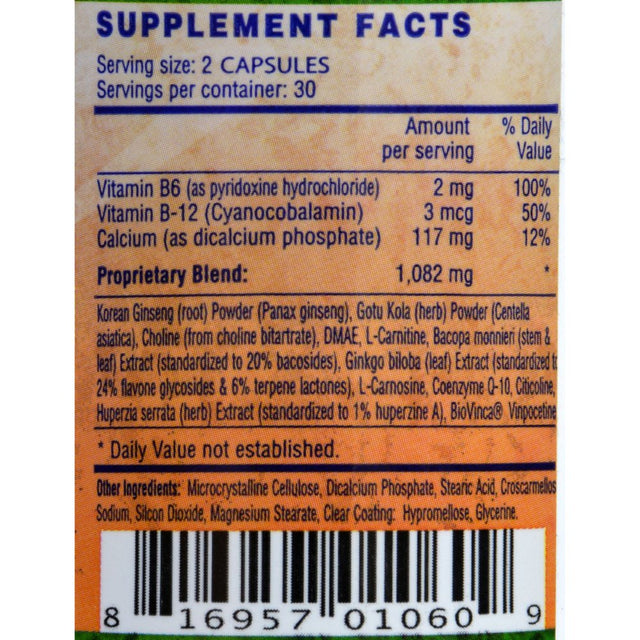 SUPPLEMENT FACTS
Serving size: 2 CAPSULES
Servings per container: 30
Amount % Daily
per serving Value
Vitamin B6 (as pyridoxine hydrochloride) 2 mg 100%
Vitamin B-12 (Cyanocobalamin) 3 mcg 50%
Calcium (as dicalcium phosphate) 117 mg 12%
Proprietary Blend: 1,082 mg *
Korean Ginseng (root) Powder (Panax ginseng), Gotu Kola (herb) Powder (Centella
asiatica), Choline (from choline bitartrate), DMAE, L-Carnitine, Bacopa monnieri (stem &
leaf) Extract (standardized to 20% bacosides), Ginkgo biloba (leaf) Extract (standardized t
24% flavone glycosides & 6% terpene lactones), L-Carnosine, Coenzyme Q-10, Citicoline,
Huperzia serrata (herb) Extract (standardized to 1% huperzine A), BioVinca® Vinpocetine
* Daily Value not established.
Other Ingredients: Microcrystalline Cellulose, Dicalcium Phosphate, Stearic Acid, Croscarmellos
Sodium, Silcon Dioxide, Magnesium Stearate, Clear Coating: Hypromellose, Glycerine.
8 16957 01060 9